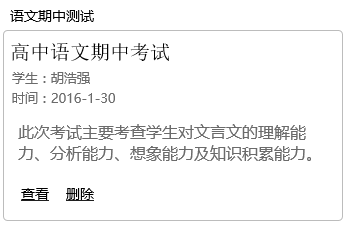 语文期中测试
高中语文期中考试
学生：胡浩强
时间：2016-1-30
此次考试主要考查学生对文言文的理解能
力、分析能力、想象能力及知识积累能力。
查看 删除